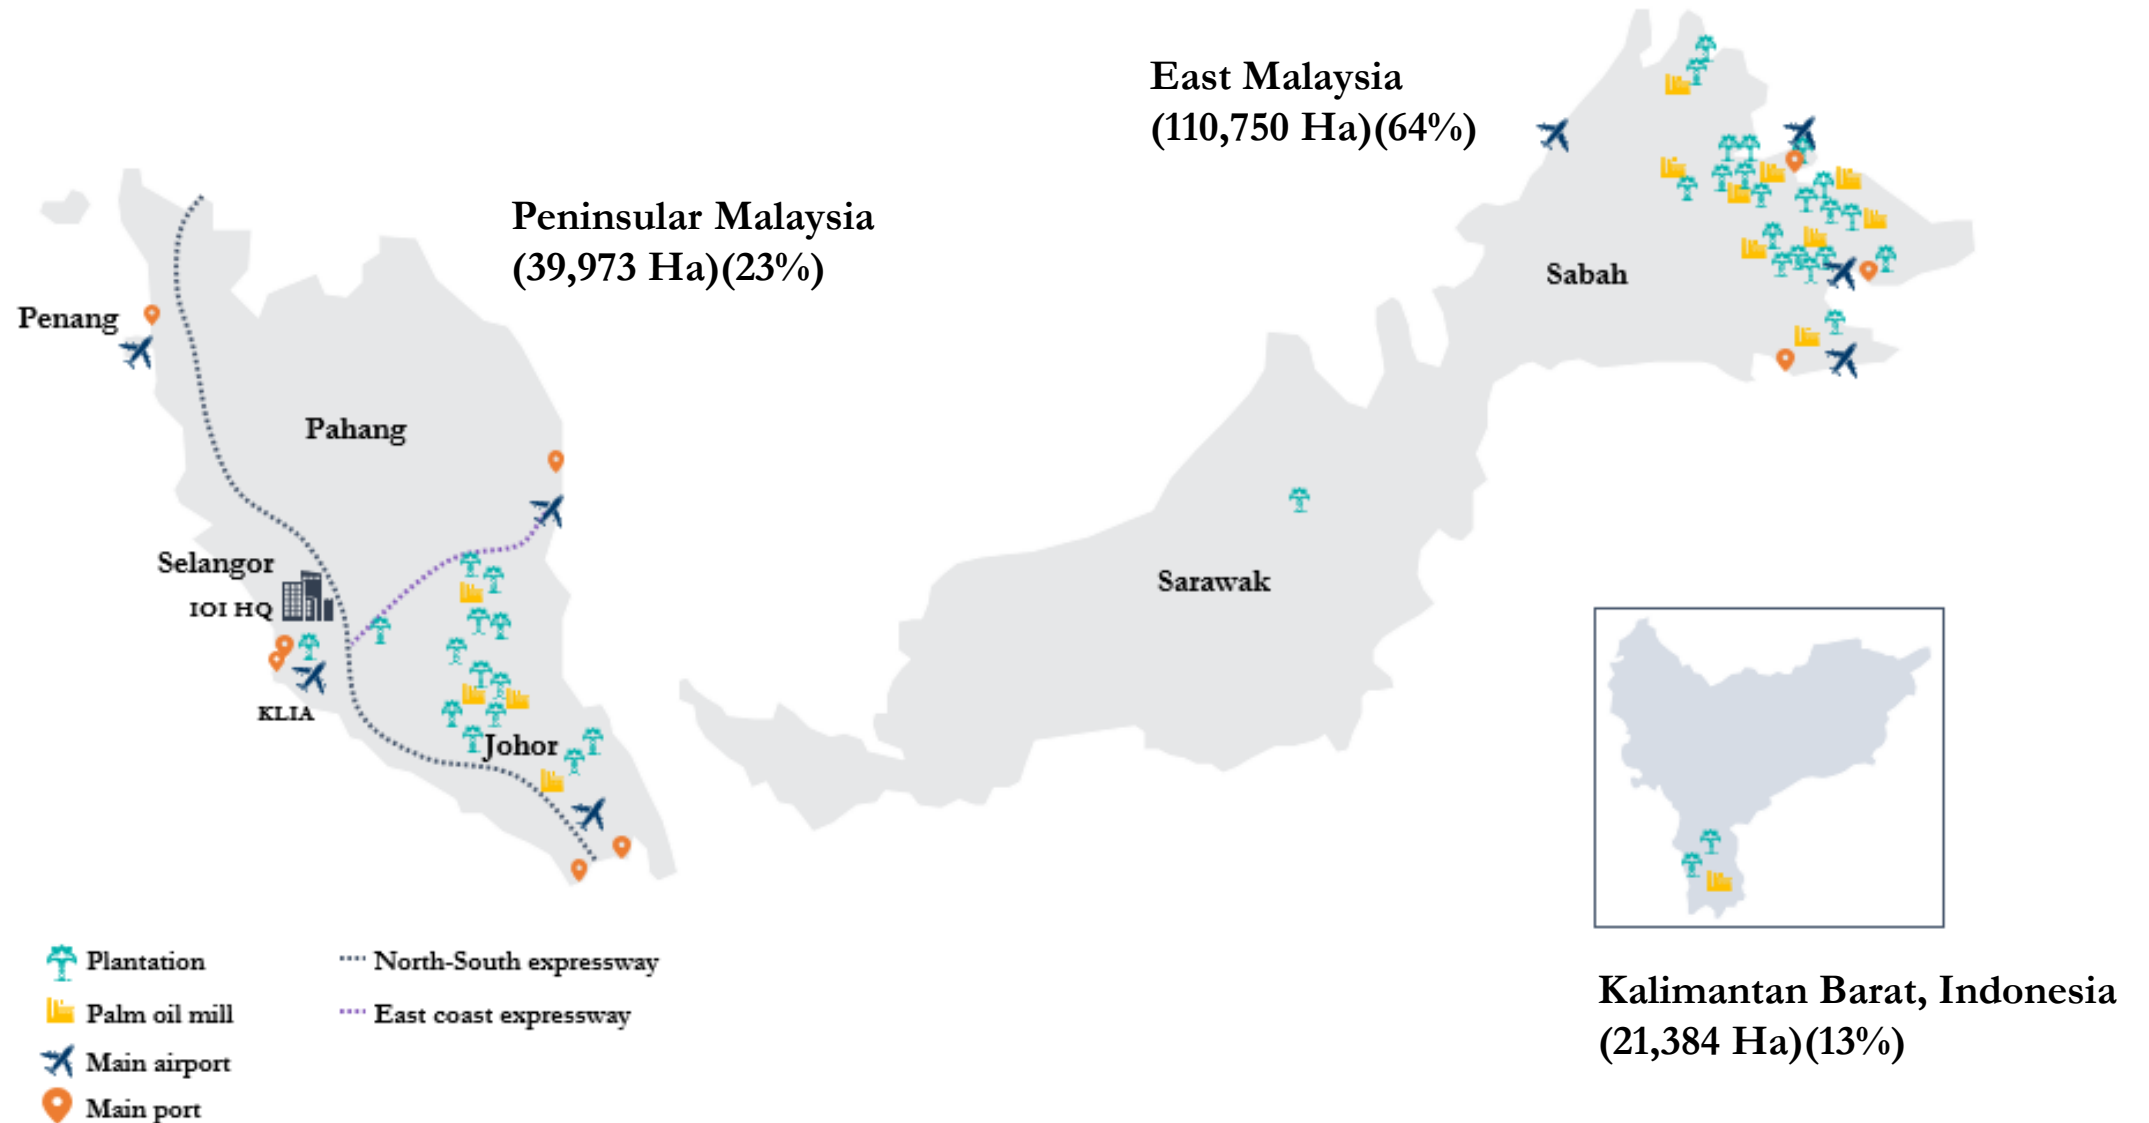 East Malaysia
(110,750 Ha)(64%)
Peninsular Malaysia
(39,973 Ha)(23%)
Sabah
Penang
Pahang
Selangor
IOI HQ
Sarawak
KLIA
Johor
Plantation
Palm oil mill
Main airport
Main port
North-South expressway
East coast expressway
Kalimantan Barat, Indonesia
(21,384 Ha)(13%)